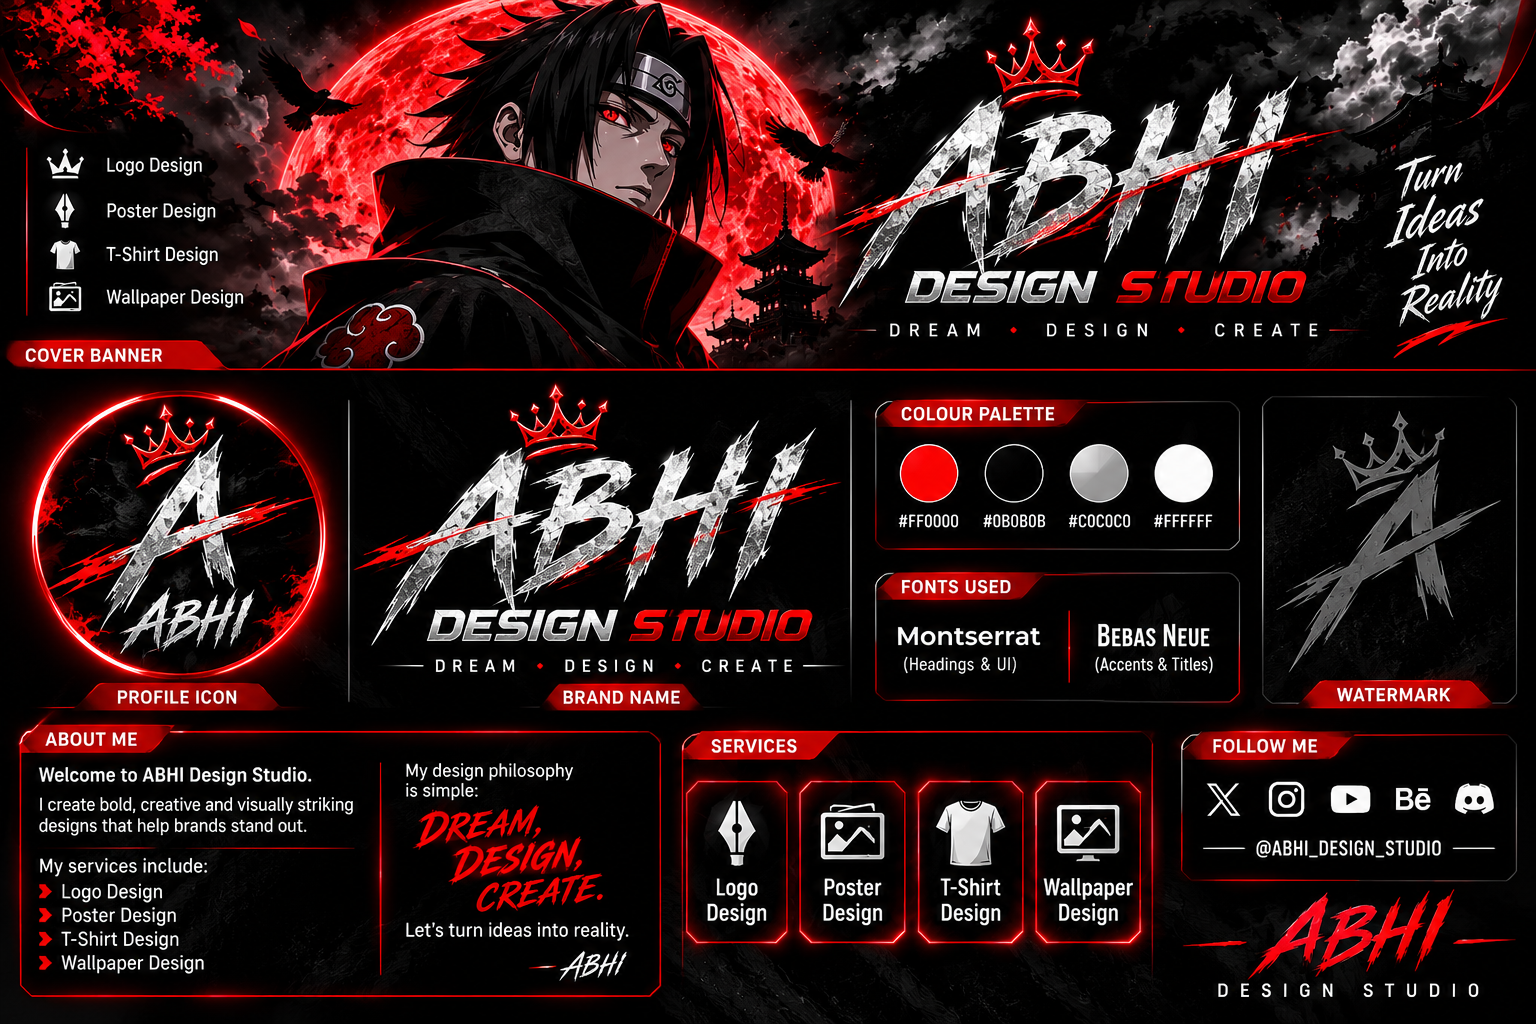 Logo Design
Poster Design
T-Shirt Design
Wallpaper Design
COVER BANNER
ABHI
DESIGN STUDIO
DREAM • DESIGN • CREATE
Turn
Ideas
Into
Reality
A
ABHI
PROFILE ICON
ABHI
DESIGN STUDIO
DREAM • DESIGN • CREATE
BRAND NAME
COLOUR PALETTE
#FF0000 #0B0B0B #C0C0C0 #FFFFFF
FONTS USED
Montserrat
(Headings & UI)
BEBAS NEUE
(Accents & Titles)
A
WATERMARK
ABOUT ME
Welcome to ABHI Design Studio.
I create bold, creative and visually striking
designs that help brands stand out.
My services include:
Logo Design
Poster Design
T-Shirt Design
Wallpaper Design
My design philosophy
is simple:
DREAM,
DESIGN,
CREATE.
Let's turn ideas into reality.
ABHI
SERVICES
Logo
Design
Poster
Design
T-Shirt
Design
Wallpaper
Design
FOLLOW ME
Bē
@ABHI_DESIGN_STUDIO
ABHI
DESIGN STUDIO